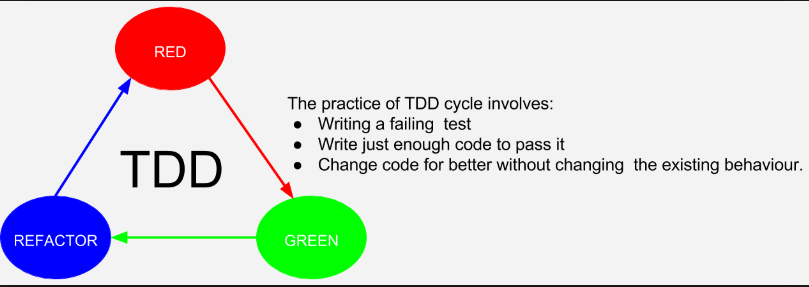 RED
The practice of TDD cycle involves:
● Writing a failing test
● Write just enough code to pass it
● Change code for better without changing the existing behaviour.
TDD
REFACTOR
GREEN